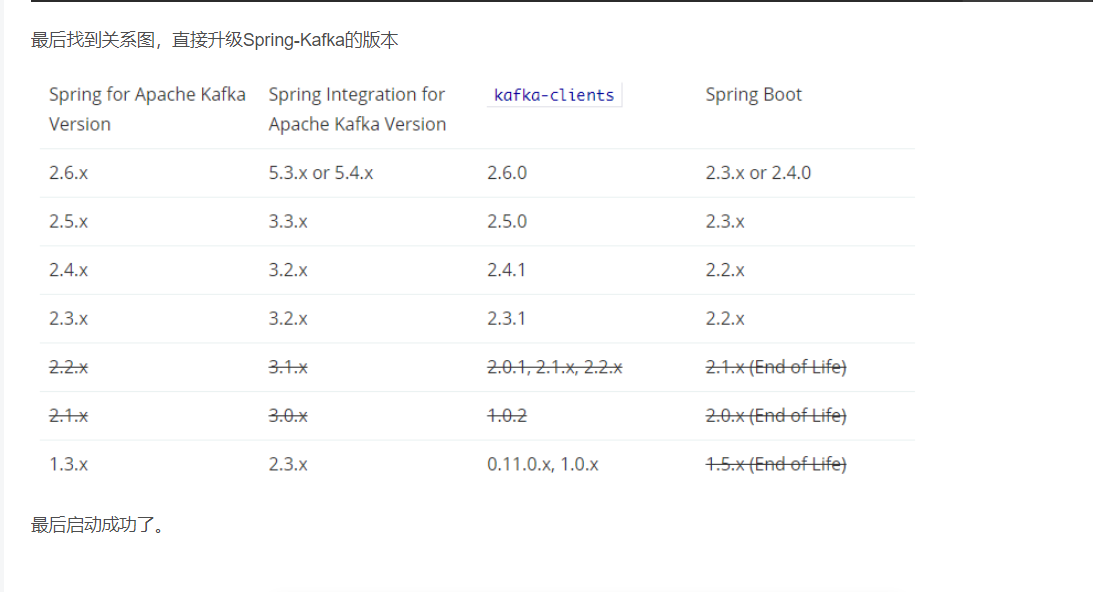 最后找到关系图，直接升级Spring-Kafka的版本
Spring for Apache Kafka Version Spring Integration for Apache Kafka Version kafka-clients Spring Boot
2.6.x 5.3.x or 5.4.x 2.6.0 2.3.x or 2.4.0
2.5.x 3.3.x 2.5.0 2.3.x
2.4.x 3.2.x 2.4.1 2.2.x
2.3.x 3.2.x 2.3.1 2.2.x
2.2.x 3.1.x 2.0.1, 2.1.x, 2.2.x 2.1.x (End of Life)
2.1.x 3.0.x 1.0.2 2.0.x (End of Life)
1.3.x 2.3.x 0.11.0.x, 1.0.x 1.5.x (End of Life)
最后启动成功了。